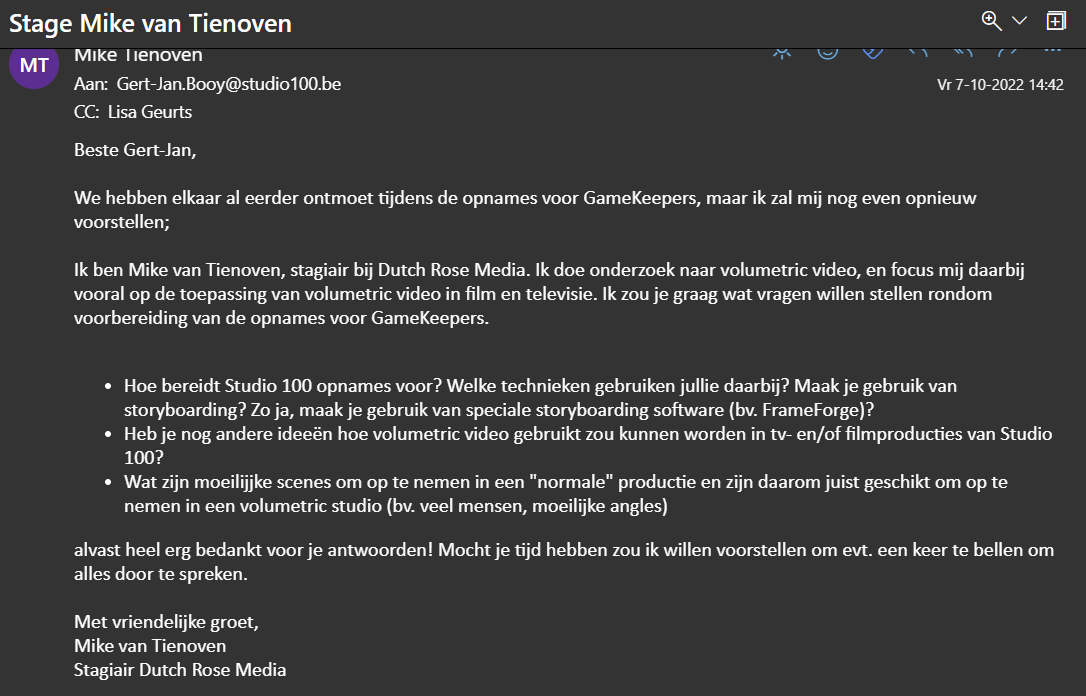 Stage Mike van Tienoven
MT
Mike Tienoven
Aan: Gert-Jan.Booy@studio100.be
Vr 7-10-2022 14:42
CC: Lisa Geurts
Beste Gert-Jan,
We hebben elkaar al eerder ontmoet tijdens de opnames voor GameKeepers, maar ik zal mij nog even opnieuw
voorstellen;
Ik ben Mike van Tienoven, stagiair bij Dutch Rose Media. Ik doe onderzoek naar volumetric video, en focus mij daarbij
vooral op de toepassing van volumetric video in film en televisie. Ik zou je graag wat vragen willen stellen rondom
voorbereiding van de opnames voor GameKeepers.
• Hoe bereidt Studio 100 opnames voor? Welke technieken gebruiken jullie daarbij? Maak je gebruik van
storyboarding? Zo ja, maak je gebruik van speciale storyboarding software (bv. FrameForge)?
• Heb je nog andere ideeën hoe volumetric video gebruikt zou kunnen worden in tv- en/of filmproducties van Studio
100?
• Wat zijn moeilijjke scenes om op te nemen in een "normale" productie en zijn daarom juist geschikt om op te
nemen in een volumetric studio (bv. veel mensen, moeilijke angles)
alvast heel erg bedankt voor je antwoorden! Mocht je tijd hebben zou ik willen voorstellen om evt. een keer te bellen om
alles door te spreken.
Met vriendelijke groet,
Mike van Tienoven
Stagiair Dutch Rose Media